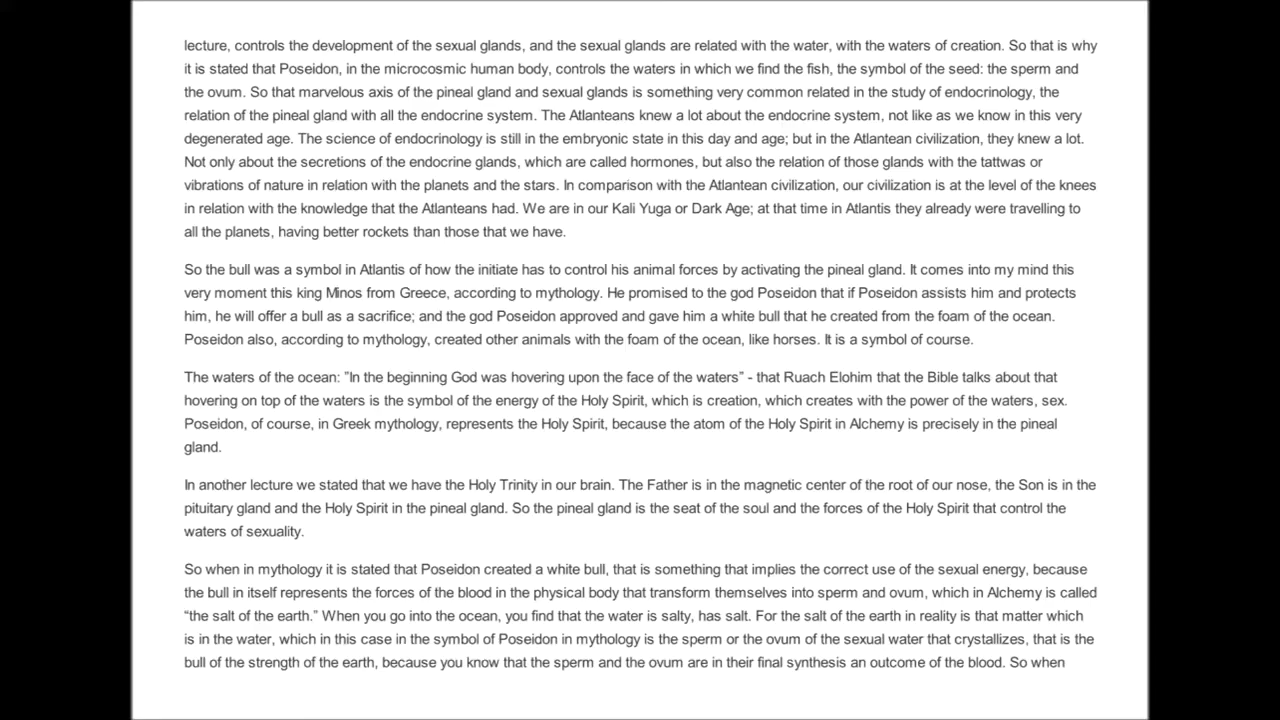 lecture, controls the development of the sexual glands, and the sexual glands are related with the water, with the waters of creation. So that is why
it is stated that Poseidon, in the microcosmic human body, controls the waters in which we find the fish, the symbol of the seed: the sperm and
the ovum. So that marvelous axis of the pineal gland and sexual glands is something very common related in the study of endocrinology, the
relation of the pineal gland with all the endocrine system. The Atlanteans knew a lot about the endocrine system, not like as we know in this very
degenerated age. The science of endocrinology is still in the embryonic state in this day and age; but in the Atlantean civilization, they knew a lot.
Not only about the secretions of the endocrine glands, which are called hormones, but also the relation of those glands with the tattwas or
vibrations of nature in relation with the planets and the stars. In comparison with the Atlantean civilization, our civilization is at the level of the knees
in relation with the knowledge that the Atlanteans had. We are in our Kali Yuga or Dark Age; at that time in Atlantis they already were travelling to
all the planets, having better rockets than those that we have.
So the bull was a symbol in Atlantis of how the initiate has to control his animal forces by activating the pineal gland. It comes into my mind this
very moment this king Minos from Greece, according to mythology. He promised to the god Poseidon that if Poseidon assists him and protects
him, he will offer a bull as a sacrifice; and the god Poseidon approved and gave him a white bull that he created from the foam of the ocean.
Poseidon also, according to mythology, created other animals with the foam of the ocean, like horses. It is a symbol of course.
The waters of the ocean: ”In the beginning God was hovering upon the face of the waters” - that Ruach Elohim that the Bible talks about that
hovering on top of the waters is the symbol of the energy of the Holy Spirit, which is creation, which creates with the power of the waters, sex.
Poseidon, of course, in Greek mythology, represents the Holy Spirit, because the atom of the Holy Spirit in Alchemy is precisely in the pineal
gland.
In another lecture we stated that we have the Holy Trinity in our brain. The Father is in the magnetic center of the root of our nose, the Son is in the
pituitary gland and the Holy Spirit in the pineal gland. So the pineal gland is the seat of the soul and the forces of the Holy Spirit that control the
waters of sexuality.
So when in mythology it is stated that Poseidon created a white bull, that is something that implies the correct use of the sexual energy, because
the bull in itself represents the forces of the blood in the physical body that transform themselves into sperm and ovum, which in Alchemy is called
“the salt of the earth.” When you go into the ocean, you find that the water is salty, has salt. For the salt of the earth in reality is that matter which
is in the water, which in this case in the symbol of Poseidon in mythology is the sperm or the ovum of the sexual water that crystallizes, that is the
bull of the strength of the earth, because you know that the sperm and the ovum are in their final synthesis an outcome of the blood. So when